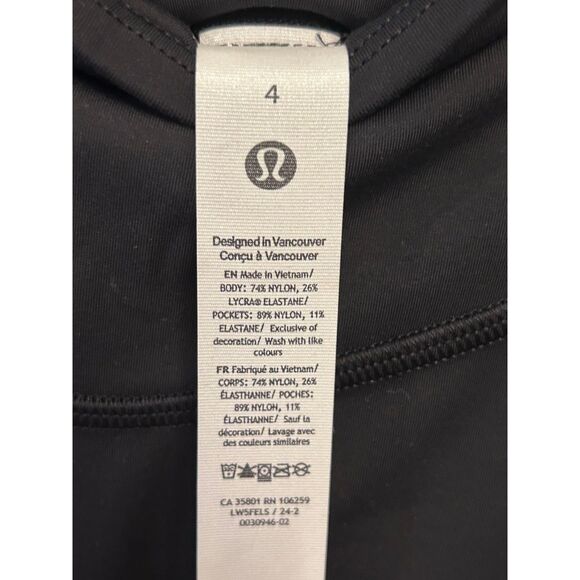 4
Designed in Vancouver
Conçu à Vancouver
EN Made in Vietnam/
BODY: 74% NYLON, 26%
LYCRA® ELASTANE/
POCKETS: 89% NYLON, 11%
ELASTANE/ Exclusive of
decoration/ Wash with like
colours
FR Fabriqué au Vietnam/
CORPS: 74% NYLON, 26%
ÉLASTHANNE/ POCHES:
89% NYLON, 11%
ÉLASTHANNE/ Sauf la
décoration/ Lavage avec
des couleurs similaires
CA 35801 RN 106259
LW5FELS / 24-2
0030946-02